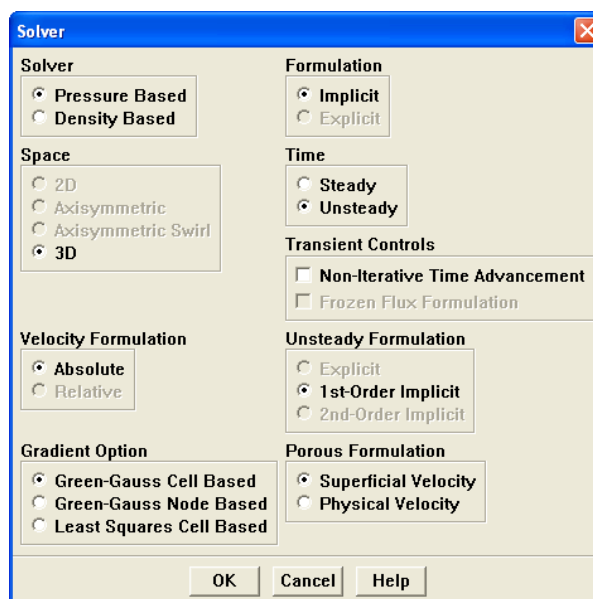 Solver
Solver
Pressure Based
Density Based
Formulation
Implicit
Explicit
Space
2D
Axisymmetric
Axisymmetric Swirl
3D
Time
Steady
Unsteady
Transient Controls
Non-Iterative Time Advancement
Frozen Flux Formulation
Velocity Formulation
Absolute
Relative
Unsteady Formulation
Explicit
1st-Order Implicit
2nd-Order Implicit
Gradient Option
Green-Gauss Cell Based
Green-Gauss Node Based
Least Squares Cell Based
Porous Formulation
Superficial Velocity
Physical Velocity
OK Cancel Help